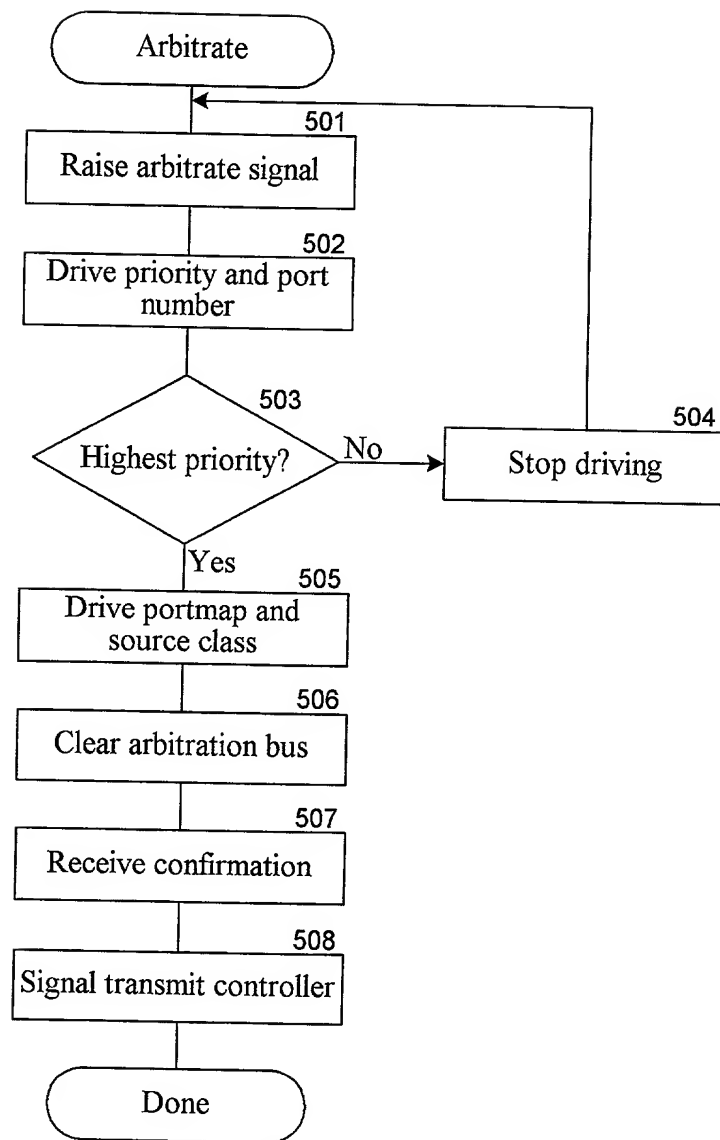 Arbitrate
501
Raise arbitrate signal
502
Drive priority and port
number
503
Highest priority?
No
504
Stop driving
Yes
505
Drive portmap and
source class
506
Clear arbitration bus
507
Receive confirmation
508
Signal transmit controller
Done